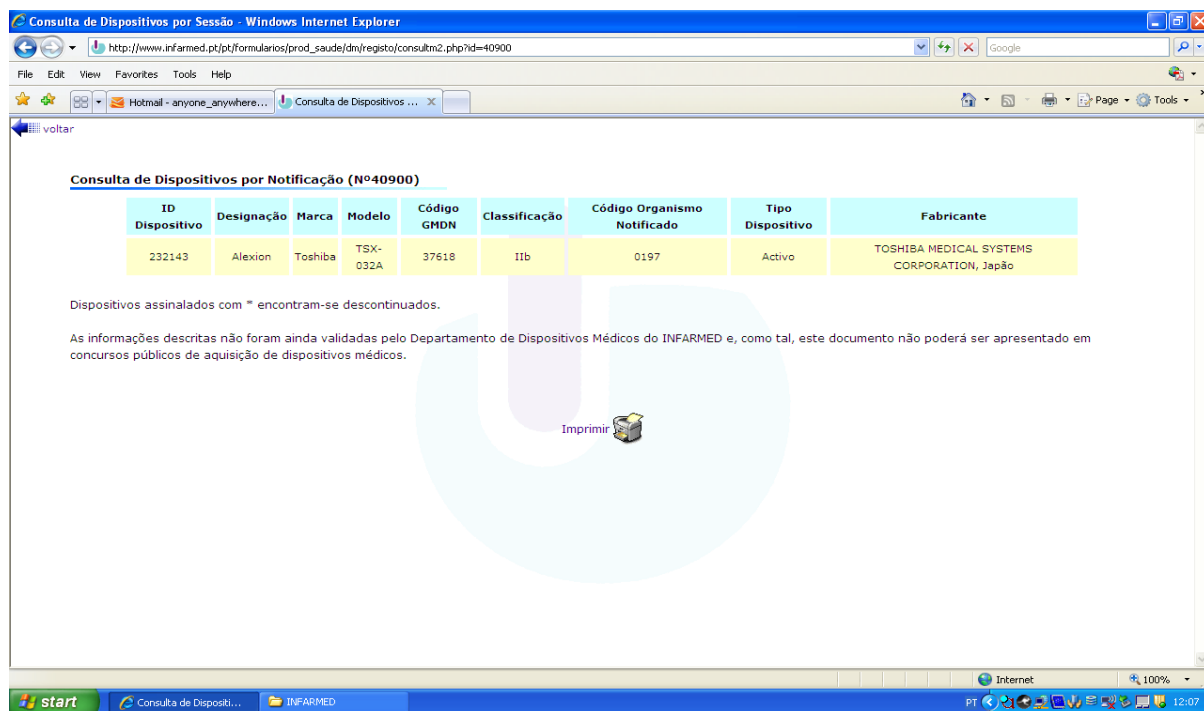 Consulta de Dispositivos por Sessão - Windows Internet Explorer
http://www.infarmed.pt/pt/formularios/prod_saude/dm/registo/consultm2.php?id=40900
Google
File Edit View Favorites Tools Help
Hotmail - anyone_anywhere... Consulta de Dispositivos ... X Page Tools
voltar
Consulta de Dispositivos por Notificação (Nº40900)
ID Dispositivo Designação Marca Modelo Código GMDN Classificação Código Organismo Notificado Tipo Dispositivo Fabricante
232143 Alexion Toshiba TSX-032A 37618 IIb 0197 Activo TOSHIBA MEDICAL SYSTEMS CORPORATION, Japão
Dispositivos assinalados com * encontram-se descontinuados.
As informações descritas não foram ainda validadas pelo Departamento de Dispositivos Médicos do INFARMED e, como tal, este documento não poderá ser apresentado em
concursos públicos de aquisição de dispositivos médicos.
Imprimir
Internet 100%
start Consulta de Dispositi... INFARMED PT 12:07